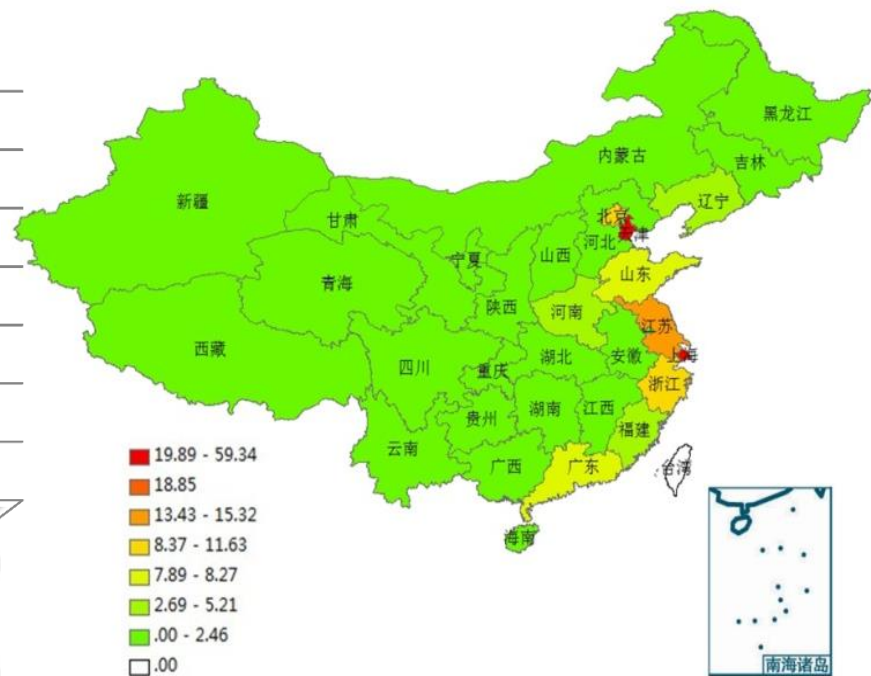 黑龙江
内蒙古
吉林
新疆
辽宁
北京
甘肃
津
河北
山西
宁夏
山东
青海
陕西
河南
江苏
西藏
上海
湖北
安徽
四川
重庆
浙江
湖南
江西
贵州
福建
云南
广西
广东
台湾
海南
19.89 - 59.34
18.85
13.43 - 15.32
8.37 - 11.63
7.89 - 8.27
2.69 - 5.21
.00 - 2.46
.00
南海诸岛